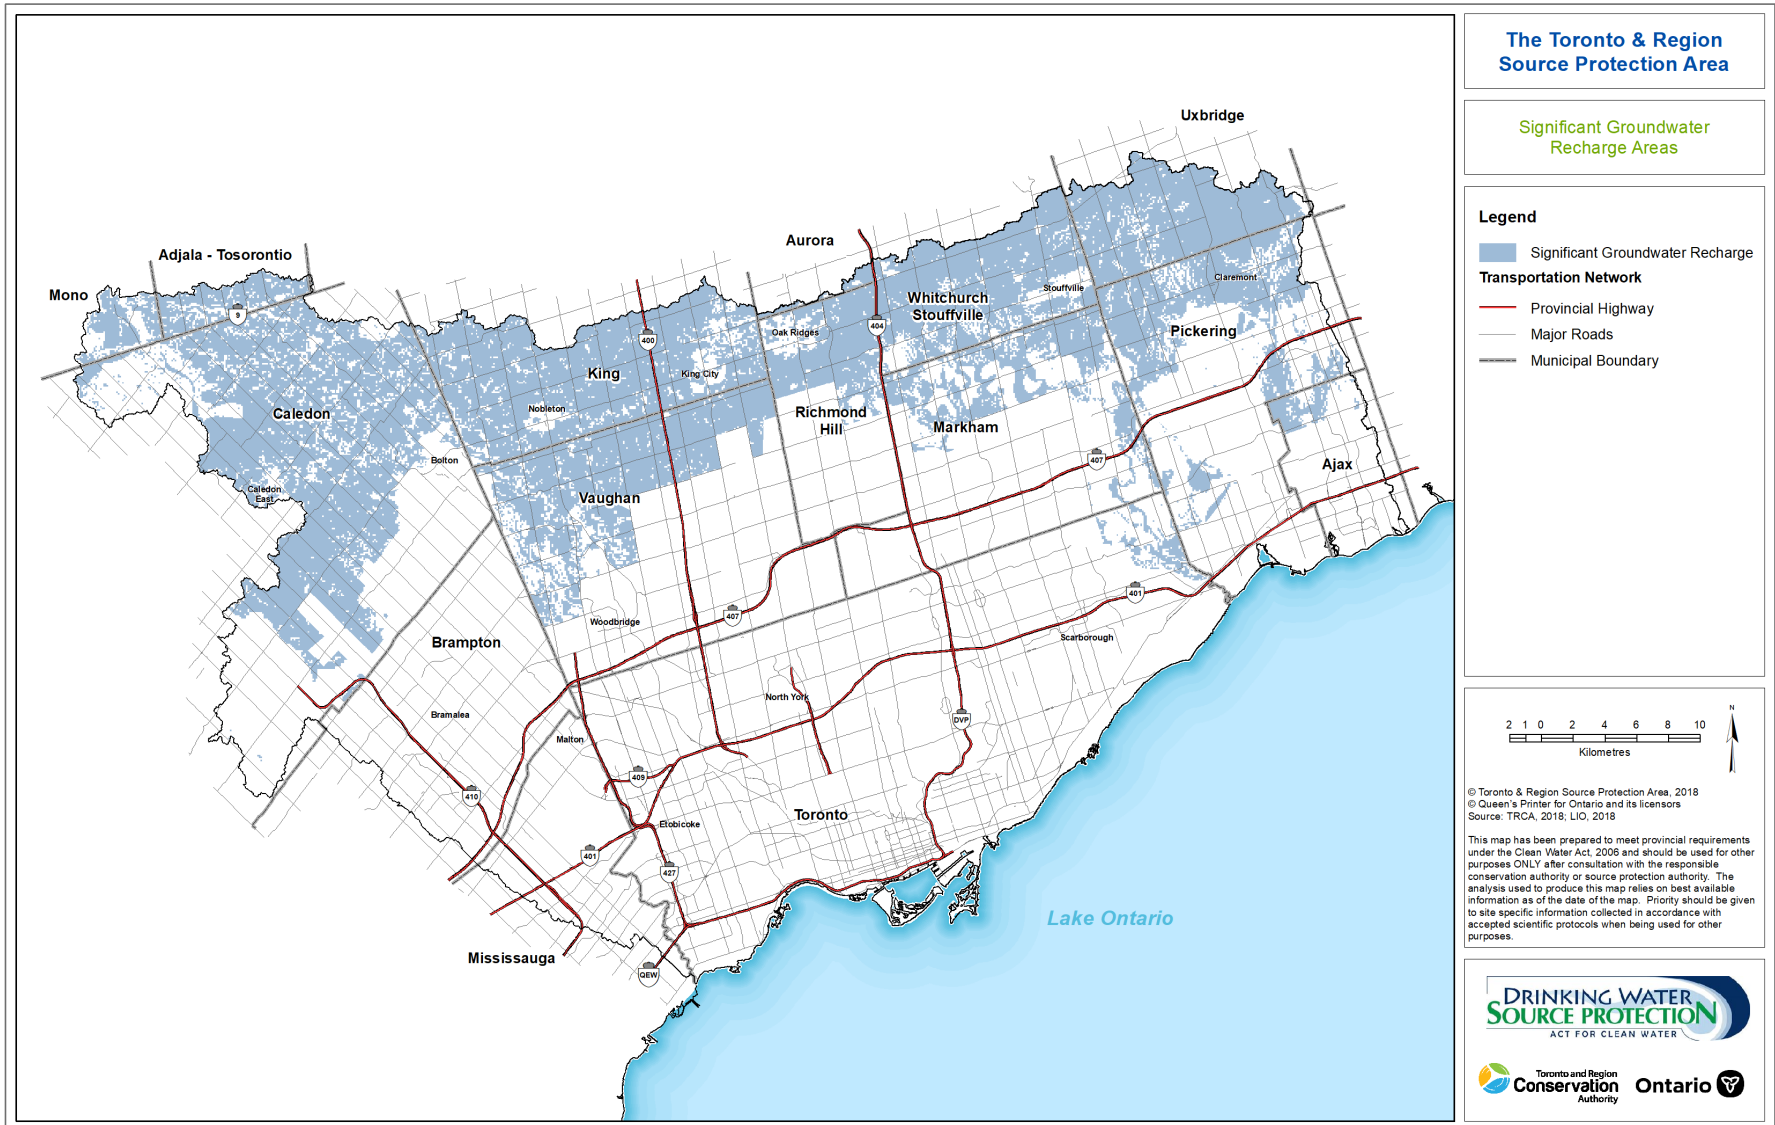 The Toronto & Region
Source Protection Area
Significant Groundwater
Recharge Areas
Legend
Significant Groundwater Recharge
Transportation Network
Provincial Highway
Major Roads
Municipal Boundary
2 1 0 2 4 6 8 10
Kilometres
N
© Toronto & Region Source Protection Area, 2018
© Queen's Printer for Ontario and its licensors
Source: TRCA, 2018; LIO, 2018
This map has been prepared to meet provincial requirements
under the Clean Water Act, 2006 and should be used for other
purposes ONLY after consultation with the responsible
conservation authority or source protection authority. The
analysis used to produce this map relies on best available
information as of the date of the map. Priority should be given
to site specific information collected in accordance with
accepted scientific protocols when being used for other
purposes.
DRINKING WATER
SOURCE PROTECTION
ACT FOR CLEAN WATER
Toronto and Region
Conservation
Authority
Ontario
Uxbridge
Aurora
Adjala - Tosorontio
Mono
9
Claremont
Stouffville
Whitchurch
Stouffville
404
Oak Ridges
Pickering
400
King
King City
Caledon
Nobleton
Richmond
Hill
Markham
Bolton
407
Ajax
Caledon
East
Vaughan
401
Woodbridge
407
Scarborough
Brampton
North York
Bramalea
DVP
Malton
409
410
Toronto
Etobicoke
401
427
Lake Ontario
Mississauga
QEW